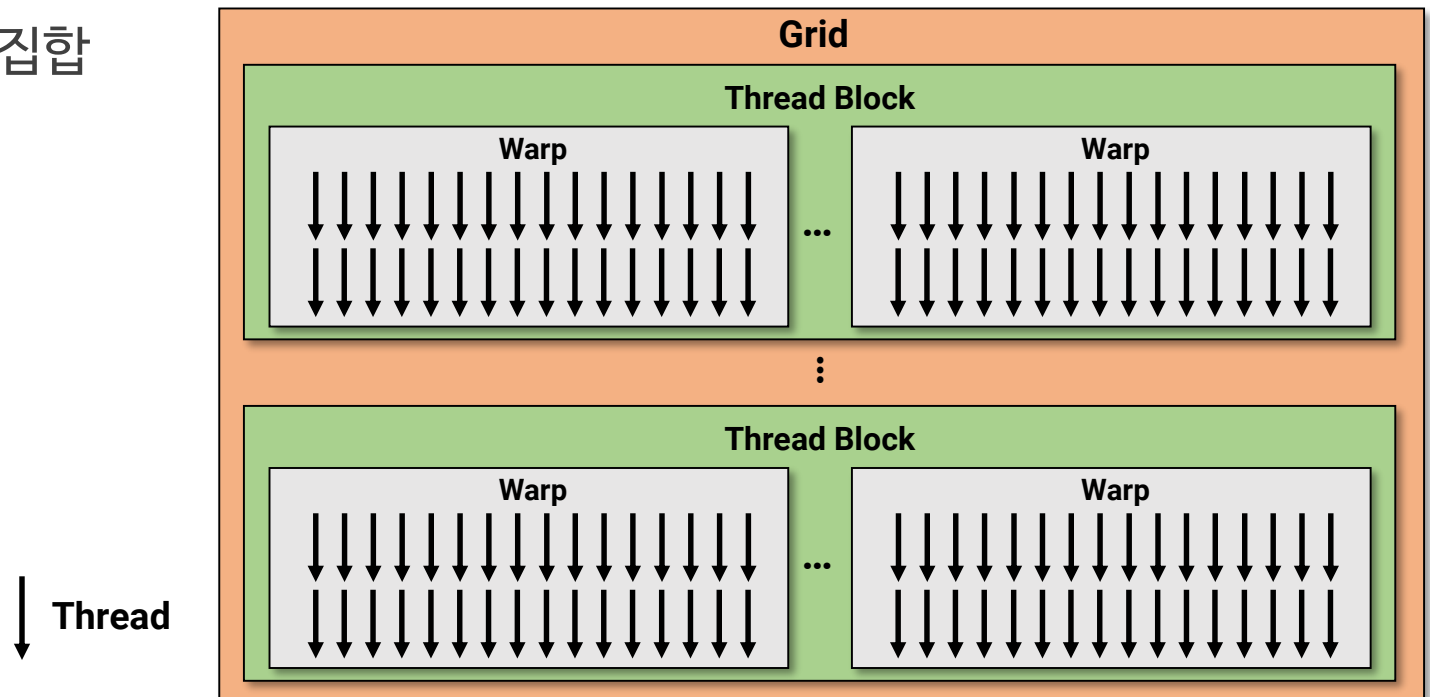 집합
Grid
Thread Block
Warp
...
Warp
...
Thread Block
Warp
...
Warp
Thread